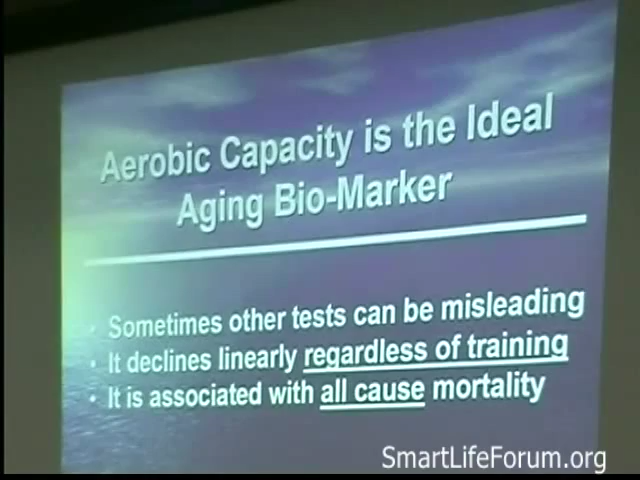 Aerobic Capacity is the Ideal
Aging Bio-Marker
• Sometimes other tests can be misleading
• It declines linearly regardless of training
• It is associated with all cause mortality
SmartLifeForum.org